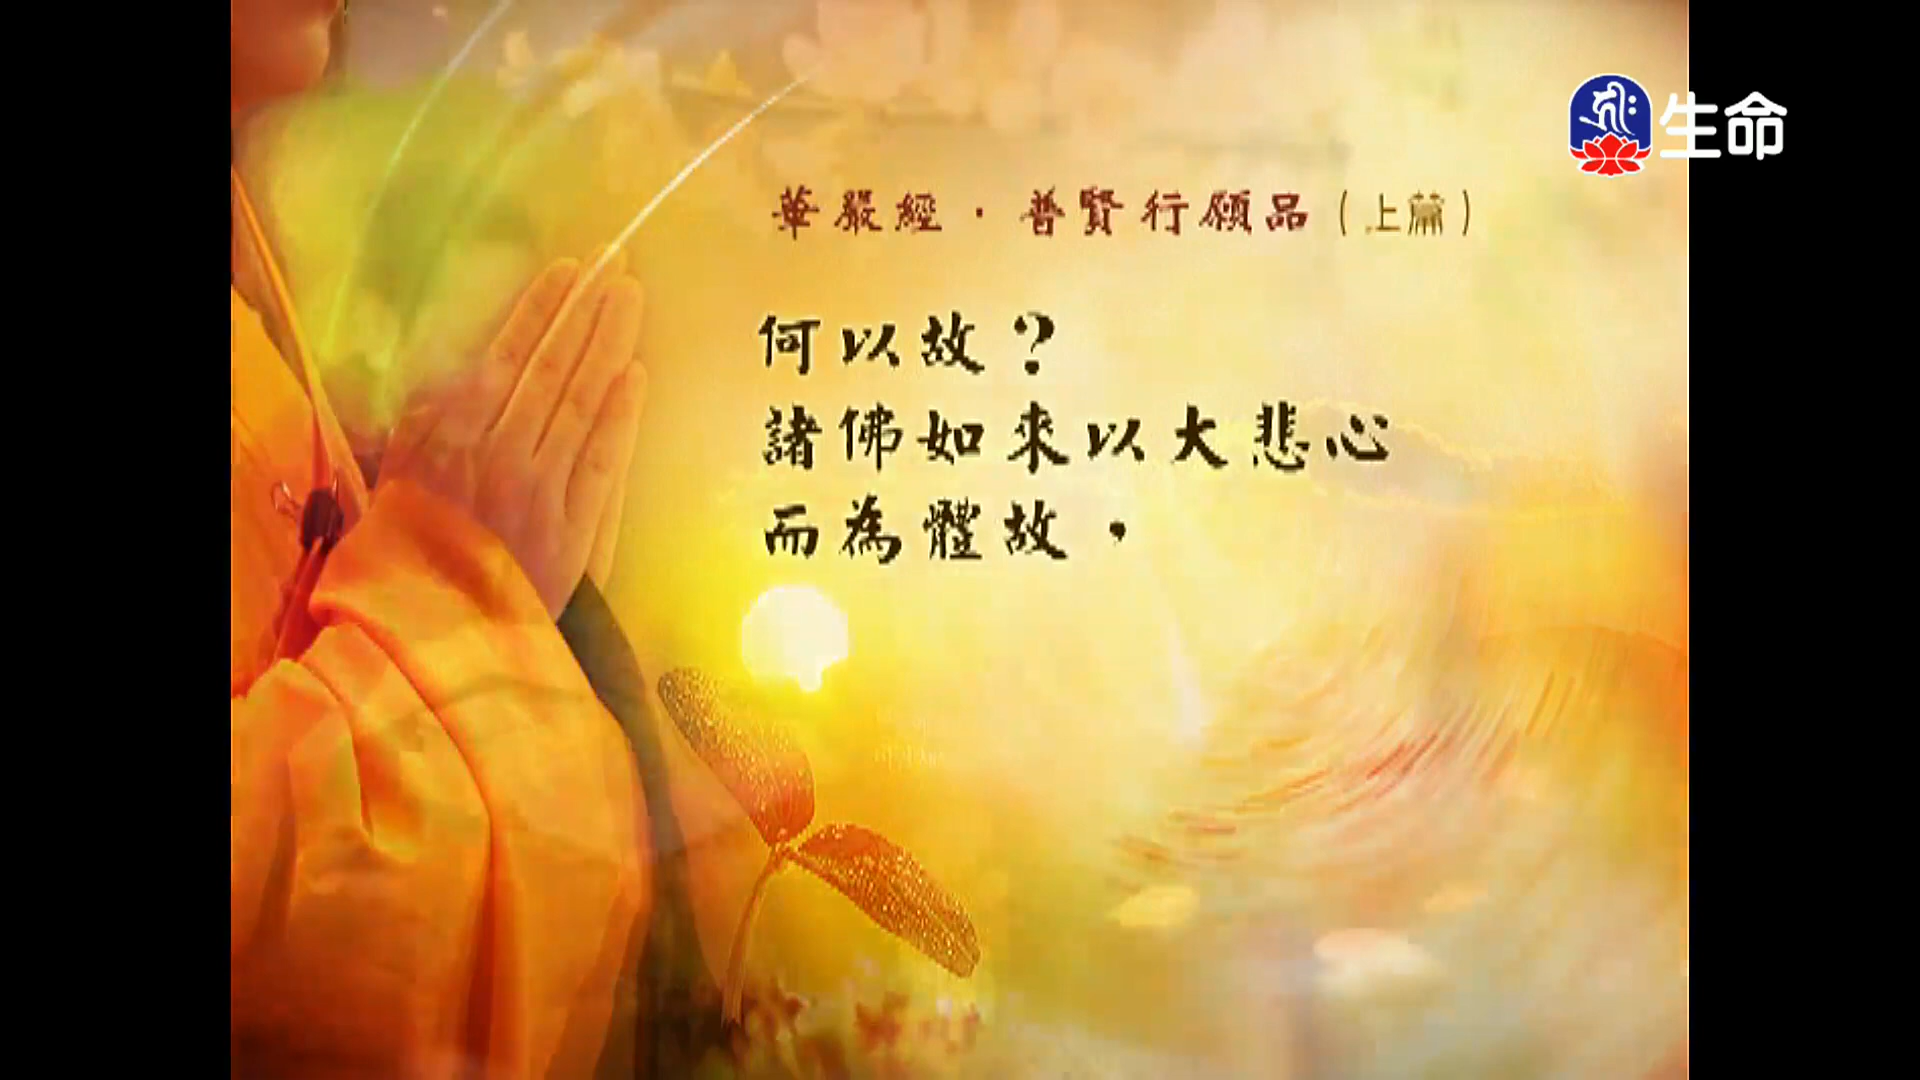 生命
華嚴經・普賢行願品（上篇）
何以故？
諸佛如來以大悲心
而為體故・